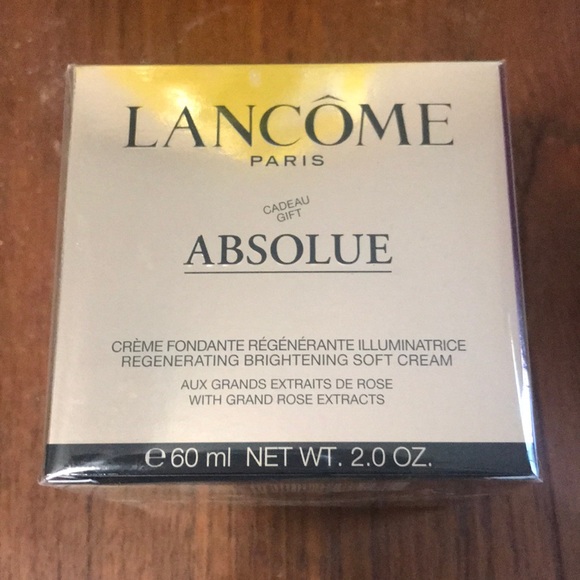 LANCÔME
PARIS
CADEAU
GIFT
ABSOLUE
CRÈME FONDANTE RÉGÉNÉRANTE ILLUMINATRICE
REGENERATING BRIGHTENING SOFT CREAM
AUX GRANDS EXTRAITS DE ROSE
WITH GRAND ROSE EXTRACTS
℮ 60 ml NET WT. 2.0 OZ.